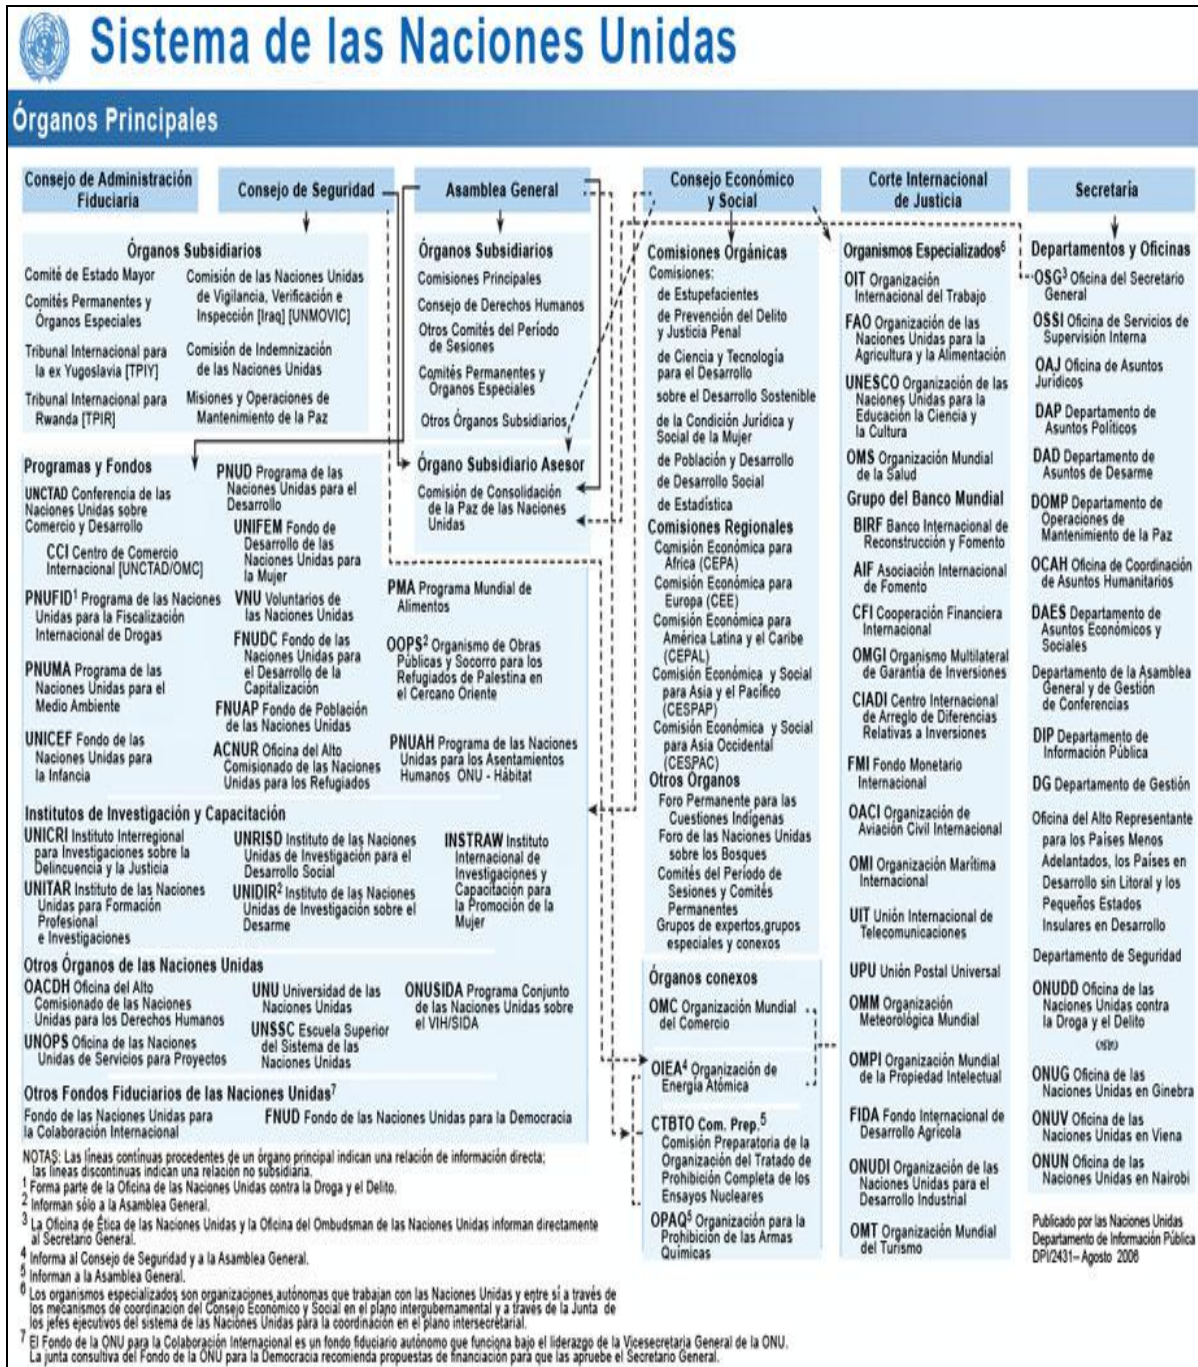 Sistema de las Naciones Unidas
Órganos Principales
Consejo de Administración
Fiduciaria
Consejo de Seguridad
Asamblea General
Consejo Económico
y Social
Corte Internacional
de Justicia
Secretaria
Órganos Subsidiarios
Comité de Estado Mayor
Comités Permanentes y
Órganos Especiales
Tribunal Internacional para
la ex Yugoslavia [TPIY]
Tribunal Internacional para
Rwanda [TPIR]
Comisión de las Naciones Unidas
de Vigilancia, Verificación e
Inspección [Iraq] [UNMOVIC]
Comisión de Indemnización
de las Naciones Unidas
Misiones y Operaciones de
Mantenimiento de la Paz
Órganos Subsidiarios
Comisiones Principales
Consejo de Derechos Humanos
Otros Comités del Período
de Sesiones
Comités Permanentes y
Órganos Especiales
Otros Órganos Subsidiarios
Órgano Subsidiario Asesor
Comisión de Consolidación
de la Paz de las Naciones
Unidas
Programas y Fondos
UNCTAD Conferencia de las
Naciones Unidas sobre
Comercio y Desarrollo
CCI Centro de Comercio
Internacional [UNCTAD/OMC]
PNUFID¹ Programa de las Naciones
Unidas para la Fiscalización
Internacional de Drogas
PNUMA Programa de las
Naciones Unidas para el
Medio Ambiente
UNICEF Fondo de las
Naciones Unidas para
la Infancia
PNUD Programa de las
Naciones Unidas para el
Desarrollo
UNIFEM Fondo de
Desarrollo de las
Naciones Unidas para
la Mujer
VNU Voluntarios de
las Naciones Unidas
FNUDC Fondo de las
Naciones Unidas para
el Desarrollo de la
Capitalización
FNUAP Fondo de Población
de las Naciones Unidas
ACNUR Oficina del Alto
Comisionado de las Naciones
Unidas para los Refugiados
PMA Programa Mundial de
Alimentos
OOPS² Organismo de Obras
Públicas y Socorro para los
Refugiados de Palestina en
el Cercano Oriente
PNUAH Programa de las Naciones
Unidas para los Asentamientos
Humanos ONU - Hábitat
Institutos de Investigación y Capacitación
UNICRI Instituto Interregional
para Investigaciones sobre la
Delincuencia y la Justicia
UNITAR Instituto de las Naciones
Unidas para Formación
Profesional
e Investigaciones
UNRISD Instituto de las Naciones
Unidas de Investigación para el
Desarrollo Social
UNIDIR² Instituto de las Naciones
Unidas de Investigación sobre el
Desarme
INSTRAW Instituto
Internacional de
Investigaciones y
Capacitación para
la Promoción de la
Mujer
Otros Órganos de las Naciones Unidas
OACDH Oficina del Alto
Comisionado de las Naciones
Unidas para los Derechos Humanos
UNOPS Oficina de las Naciones
Unidas de Servicios para Proyectos
UNU Universidad de las
Naciones Unidas
UNSSC Escuela Superior
del Sistema de las
Naciones Unidas
ONUSIDA Programa Conjunto
de las Naciones Unidas sobre
el VIH/SIDA
Otros Fondos Fiduciarios de las Naciones Unidas⁷
Fondo de las Naciones Unidas para
la Colaboración Internacional
FNUD Fondo de las Naciones Unidas para la Democracia
Comisiones Orgánicas
Comisiones:
de Estupefacientes
de Prevención del Delito
y Justicia Penal
de Ciencia y Tecnología
para el Desarrollo
sobre el Desarrollo Sostenible
de la Condición Jurídica y
Social de la Mujer
de Población y Desarrollo
de Desarrollo Social
de Estadística
Comisiones Regionales
Comisión Económica para
Africa (CEPA)
Comisión Económica para
Europa (CEE)
Comisión Económica para
América Latina y el Caribe
(CEPAL)
Comisión Económica y Social
para Asia y el Pacífico
(CESPAP)
Comisión Económica y Social
para Asia Occidental
(CESPAC)
Otros Órganos
Foro Permanente para las
Cuestiones Indígenas
Foro de las Naciones Unidas
sobre los Bosques
Comités del Período de
Sesiones y Comités
Permanentes
Grupos de expertos,grupos
especiales y conexos
Órganos conexos
OMC Organización Mundial
del Comercio
OIEA⁴ Organización de
Energía Atómica
CTBTO Com. Prep.⁵
Comisión Preparatoria de la
Organización del Tratado de
Prohibición Completa de los
Ensayos Nucleares
OPAQ⁵ Organización para la
Prohibición de las Armas
Químicas
Organismos Especializados⁶
OIT Organización
Internacional del Trabajo
FAO Organización de las
Naciones Unidas para la
Agricultura y la Alimentación
UNESCO Organización de las
Naciones Unidas para la
Educación la Ciencia y
la Cultura
OMS Organización Mundial
de la Salud
Grupo del Banco Mundial
BIRF Banco Internacional de
Reconstrucción y Fomento
AIF Asociación Internacional
de Fomento
CFI Cooperación Financiera
Internacional
OMGI Organismo Multilateral
de Garantía de Inversiones
CIADI Centro Internacional
de Arreglo de Diferencias
Relativas a Inversiones
FMI Fondo Monetario
Internacional
OACI Organización de
Aviación Civil Internacional
OMI Organización Marítima
Internacional
UIT Unión Internacional de
Telecomunicaciones
UPU Unión Postal Universal
OMM Organización
Meteorológica Mundial
OMPI Organización Mundial
de la Propiedad Intelectual
FIDA Fondo Internacional de
Desarrollo Agrícola
ONUDI Organización de las
Naciones Unidas para el
Desarrollo Industrial
OMT Organización Mundial
del Turismo
Departamentos y Oficinas
OSG³ Oficina del Secretario
General
OSSI Oficina de Servicios de
Supervisión Interna
OAJ Oficina de Asuntos
Jurídicos
DAP Departamento de
Asuntos Políticos
DAD Departamento de
Asuntos de Desarme
DOMP Departamento de
Operaciones de
Mantenimiento de la Paz
OCAH Oficina de Coordinación
de Asuntos Humanitarios
DAES Departamento de
Asuntos Económicos y
Sociales
Departamento de la Asamblea
General y de Gestión
de Conferencias
DIP Departamento de
Información Pública
DG Departamento de Gestión
Oficina del Alto Representante
para los Países Menos
Adelantados, los Países en
Desarrollo sin Litoral y los
Pequeños Estados
Insulares en Desarrollo
Departamento de Seguridad
ONUDD Oficina de las
Naciones Unidas contra
la Droga y el Delito
ONUG Oficina de las
Naciones Unidas en Ginebra
ONUV Oficina de las
Naciones Unidas en Viena
ONUN Oficina de las
Naciones Unidas en Nairobi
Publicado por las Naciones Unidas
Departamento de Información Pública
DPI/2431– Agosto 2006
NOTAS: Las líneas continuas procedentes de un órgano principal indican una relación de información directa;
las líneas discontinuas indican una relación no subsidiaria.
¹ Forma parte de la Oficina de las Naciones Unidas contra la Droga y el Delito.
² Informan sólo a la Asamblea General.
³ La Oficina de Ética de las Naciones Unidas y la Oficina del Ombudsman de las Naciones Unidas informan directamente
al Secretario General.
⁴ Informa al Consejo de Seguridad y a la Asamblea General.
⁵ Informan a la Asamblea General.
⁶ Los organismos especializados son organizaciones autónomas que trabajan con las Naciones Unidas y entre sí a través de
los mecanismos de coordinación del Consejo Económico y Social en el plano intergubernamental y a través de la Junta de
los jefes ejecutivos del sistema de las Naciones Unidas para la coordinación en el plano intersecretarial.
⁷ El Fondo de la ONU para la Colaboración Internacional es un fondo fiduciario autónomo que funciona bajo el liderazgo de la Vicesecretaria General de la ONU.
La junta consultiva del Fondo de la ONU para la Democracia recomienda propuestas de financiación para que las apruebe el Secretario General.